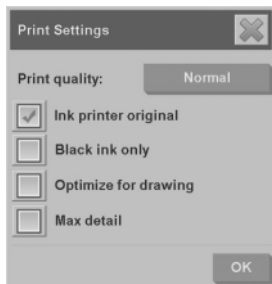 Print Settings
Print quality: Normal
Ink printer original
Black ink only
Optimize for drawing
Max detail
OK